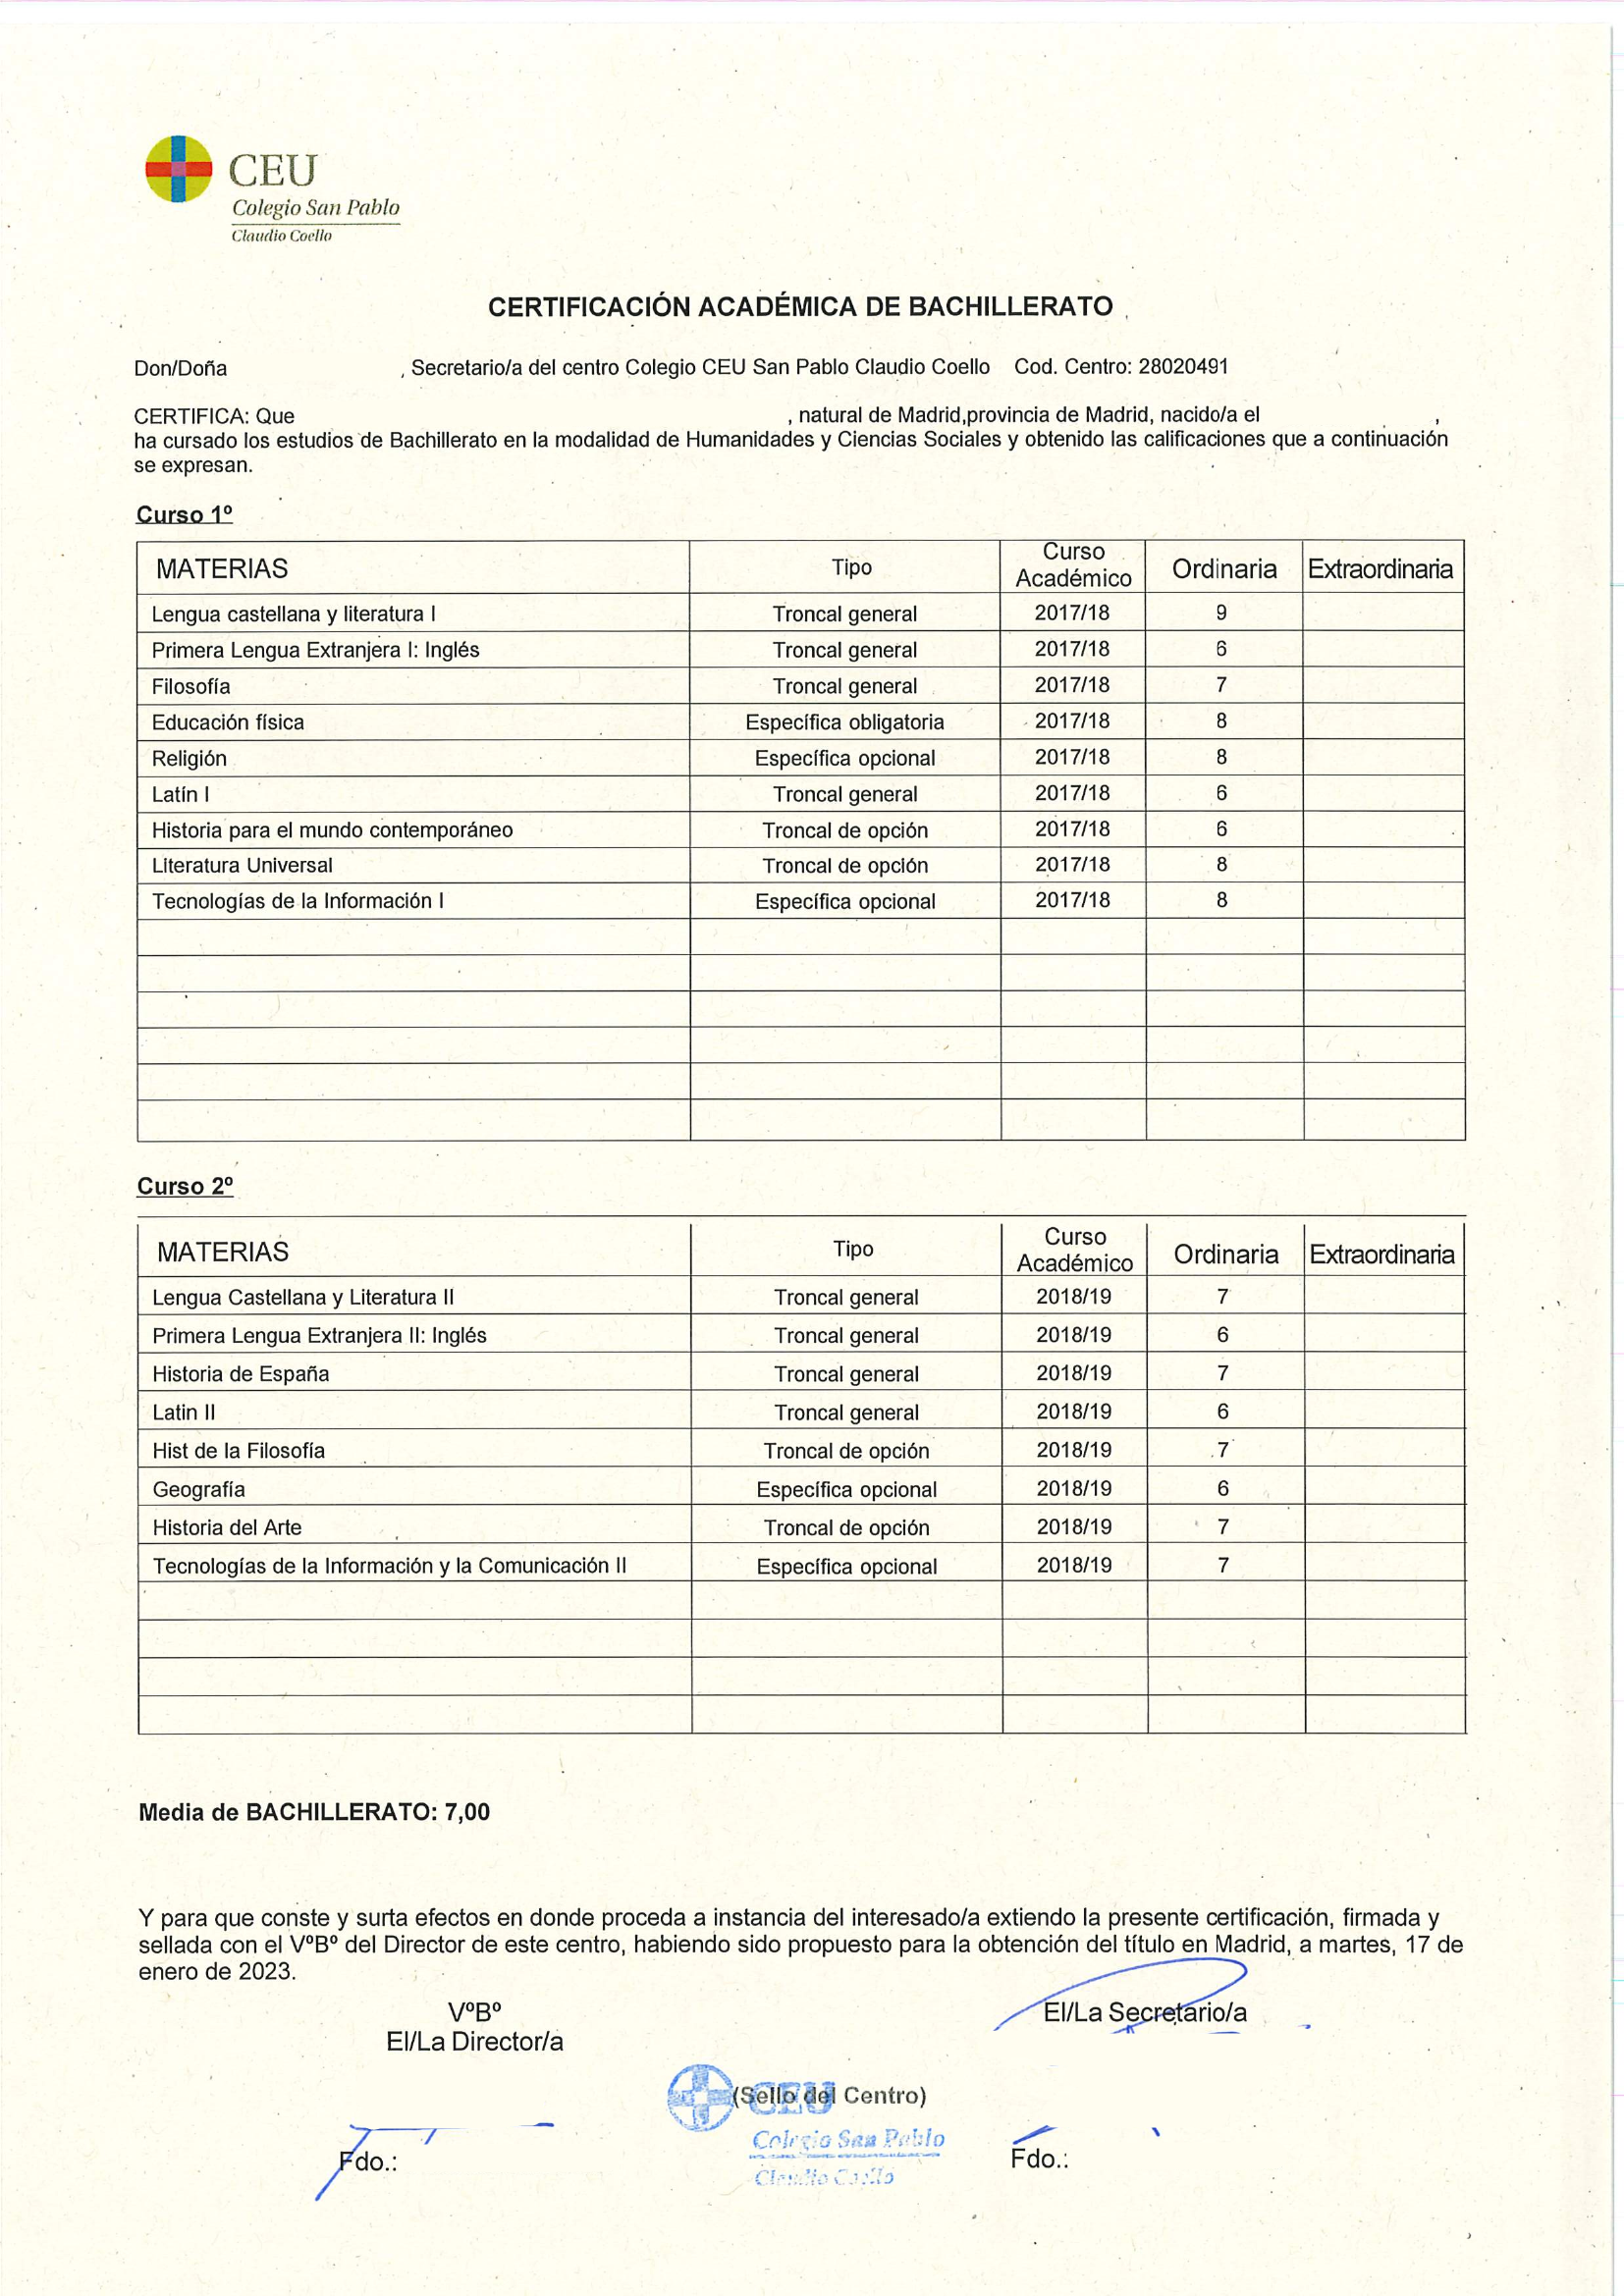 CEU
Colegio San Pablo
Claudio Coello
CERTIFICACIÓN ACADÉMICA DE BACHILLERATO
Don/Doña , Secretario/a del centro Colegio CEU San Pablo Claudio Coello Cod. Centro: 28020491
CERTIFICA: Que , natural de Madrid,provincia de Madrid, nacido/a el ,
ha cursado los estudios de Bachillerato en la modalidad de Humanidades y Ciencias Sociales y obtenido las calificaciones que a continuación
se expresan.
Curso 1º
MATERIAS Tipo Curso Académico Ordinaria Extraordinaria
Lengua castellana y literatura I Troncal general 2017/18 9
Primera Lengua Extranjera I: Inglés Troncal general 2017/18 6
Filosofía Troncal general 2017/18 7
Educación física Específica obligatoria 2017/18 8
Religión Específica opcional 2017/18 8
Latín I Troncal general 2017/18 6
Historia para el mundo contemporáneo Troncal de opción 2017/18 6
Literatura Universal Troncal de opción 2017/18 8
Tecnologías de la Información I Específica opcional 2017/18 8
Curso 2º
MATERIAS Tipo Curso Académico Ordinaria Extraordinaria
Lengua Castellana y Literatura II Troncal general 2018/19 7
Primera Lengua Extranjera II: Inglés Troncal general 2018/19 6
Historia de España Troncal general 2018/19 7
Latin II Troncal general 2018/19 6
Hist de la Filosofía Troncal de opción 2018/19 7
Geografía Específica opcional 2018/19 6
Historia del Arte Troncal de opción 2018/19 7
Tecnologías de la Información y la Comunicación II Específica opcional 2018/19 7
Media de BACHILLERATO: 7,00
Y para que conste y surta efectos en donde proceda a instancia del interesado/a extiendo la presente certificación, firmada y
sellada con el VºBº del Director de este centro, habiendo sido propuesto para la obtención del título en Madrid, a martes, 17 de
enero de 2023.
VºBº
El/La Director/a
El/La Secretario/a
(Sello del Centro)
CEU
Colegio San Pablo
Claudio Coello
Fdo.:
Fdo.: